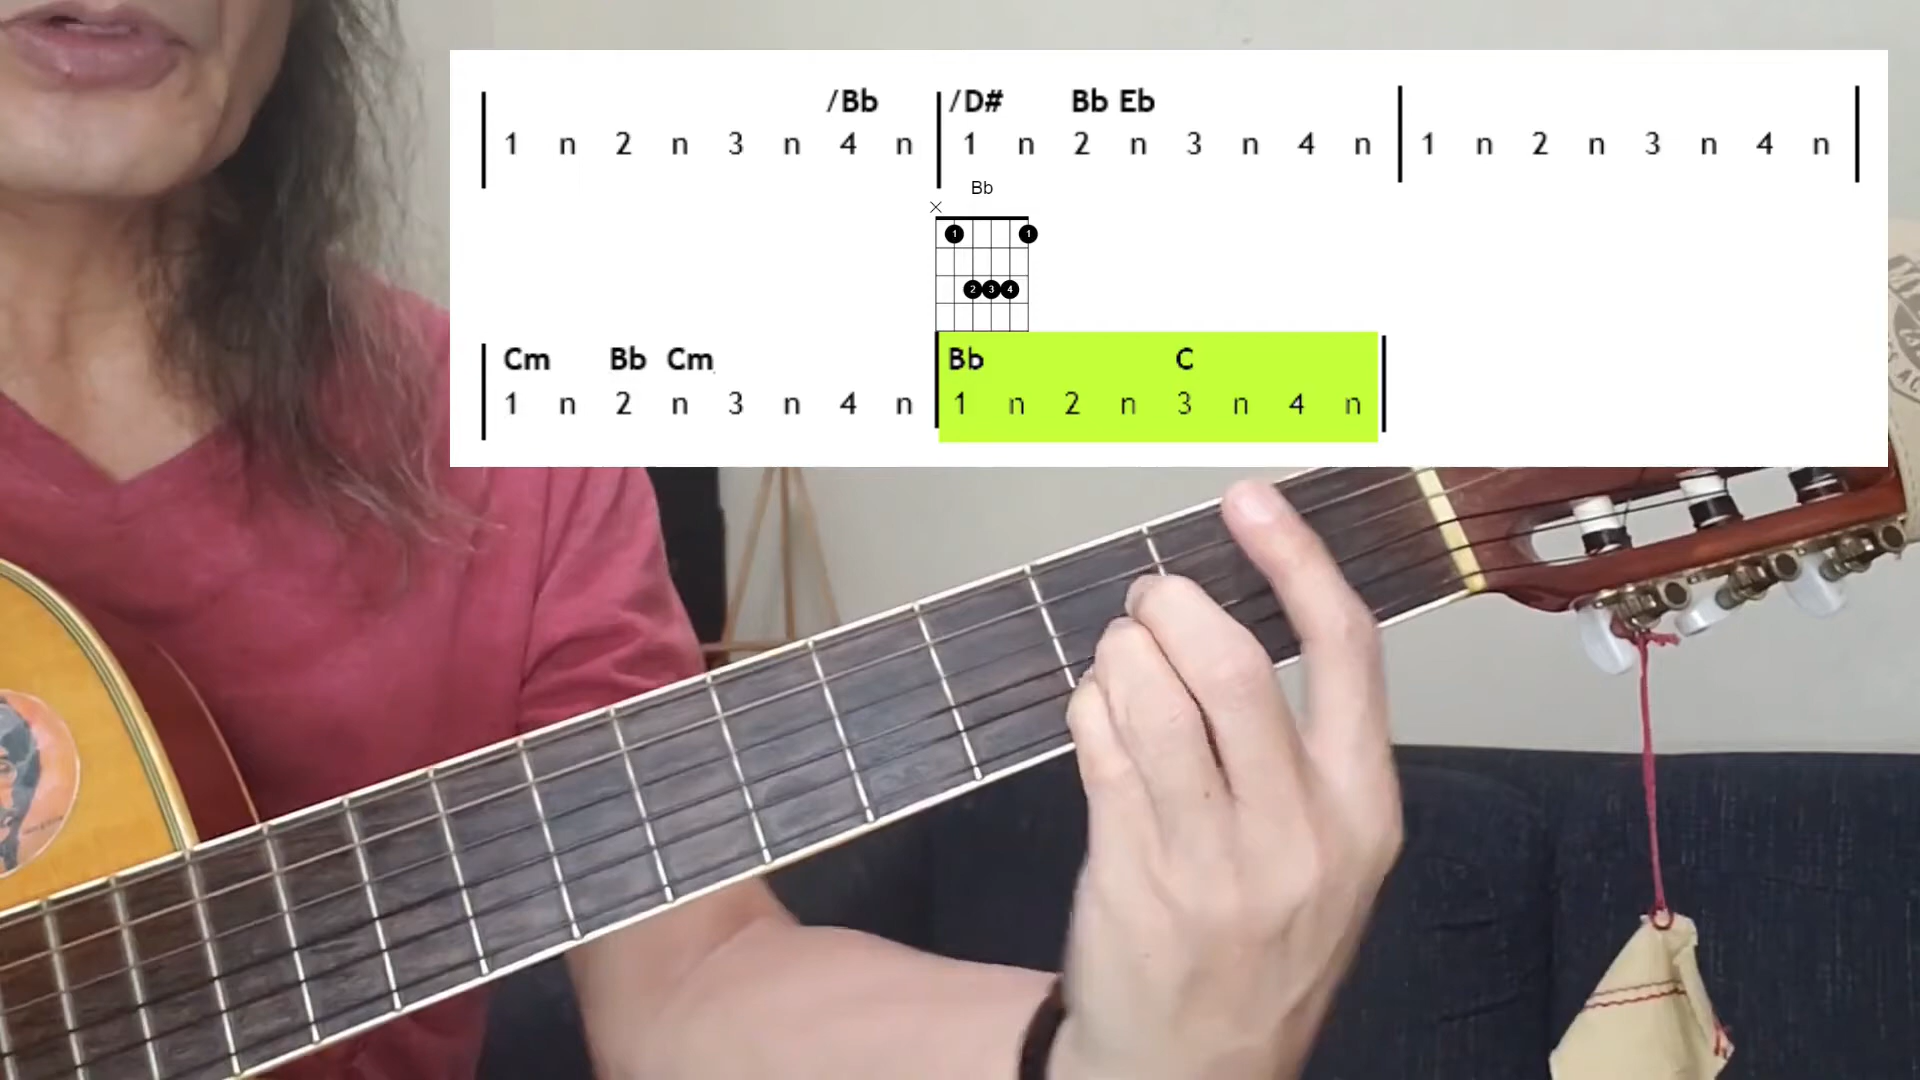 /Bb /D# Bb Eb
1 n 2 n 3 n 4 n 1 n 2 n 3 n 4 n 1 n 2 n 3 n 4 n
Bb
×
1 1
2 3 4
Cm Bb Cm Bb C
1 n 2 n 3 n 4 n 1 n 2 n 3 n 4 n